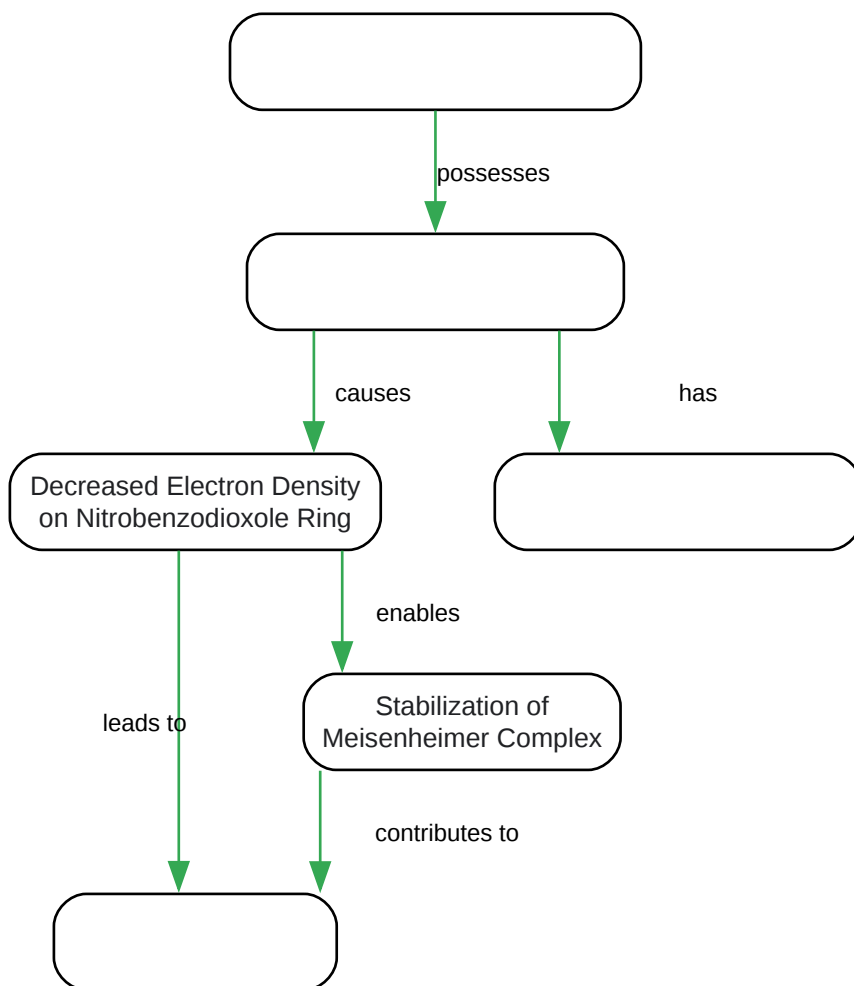 possesses
causes
has
Decreased Electron Density
on Nitrobenzodioxole Ring
enables
Stabilization of
Meisenheimer Complex
leads to
contributes to